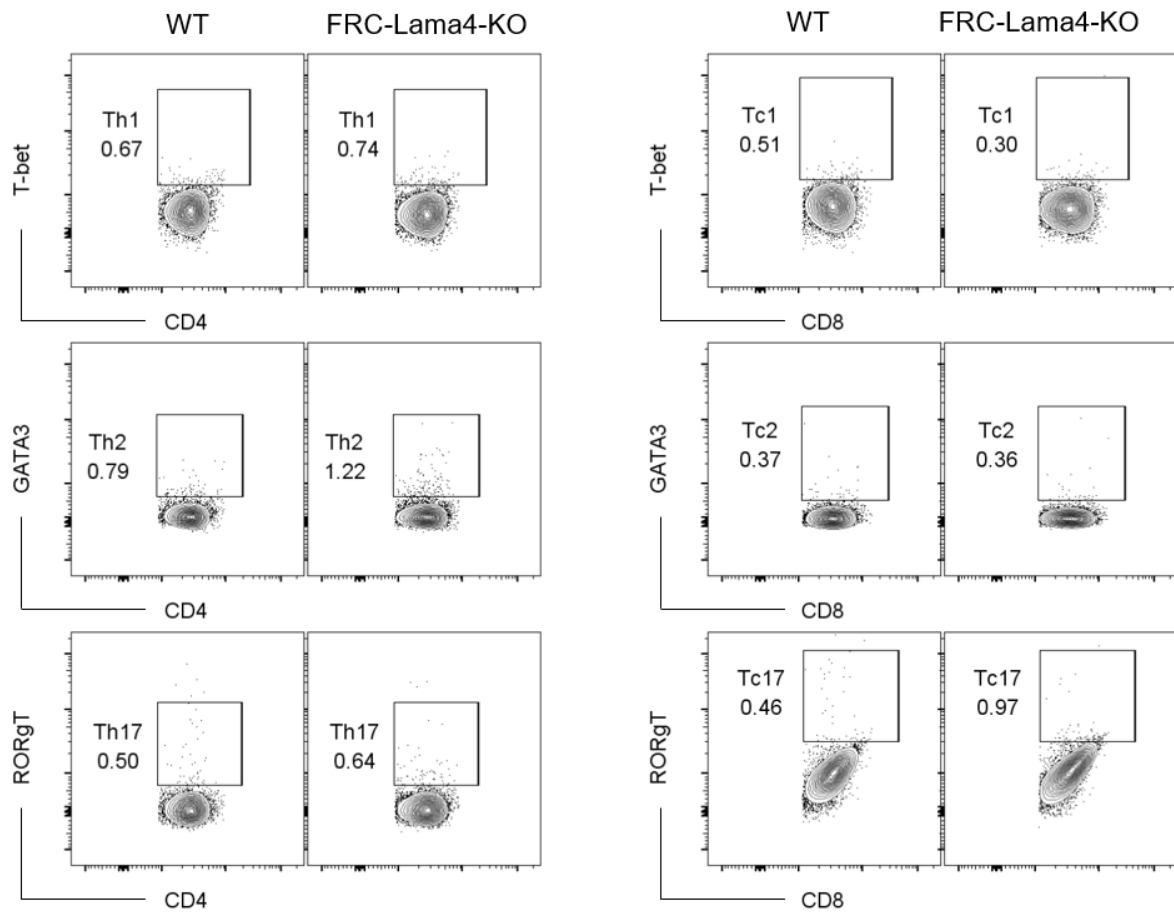 WT FRC-Lama4-KO WT FRC-Lama4-KO
T-bet
Th1
0.67
Th1
0.74
CD4
T-bet
Tc1
0.51
Tc1
0.30
CD8
GATA3
Th2
0.79
Th2
1.22
CD4
GATA3
Tc2
0.37
Tc2
0.36
CD8
RORgT
Th17
0.50
Th17
0.64
CD4
RORgT
Tc17
0.46
Tc17
0.97
CD8